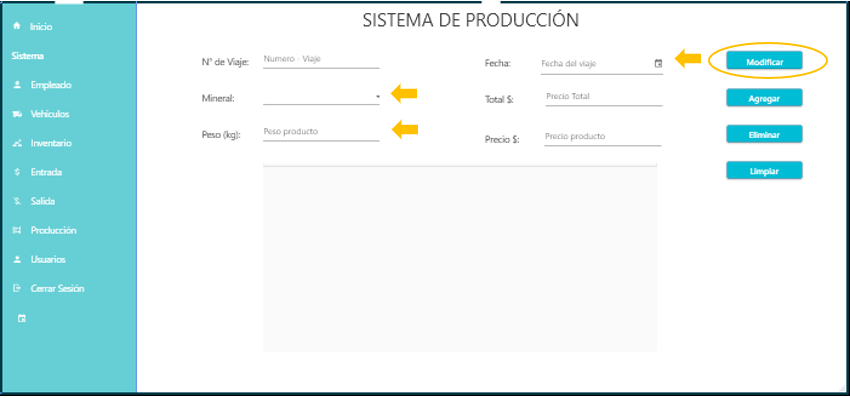 Inicio
Sistema
Empleado
Vehículos
Inventario
Entrada
Salida
Producción
Usuarios
Cerrar Sesión
SISTEMA DE PRODUCCIÓN
N° de Viaje: Numero - Viaje
Fecha: Fecha del viaje
Modificar
Mineral:
Total $: Precio Total
Agregar
Peso (kg): Peso producto
Precio $: Precio producto
Eliminar
Limpiar